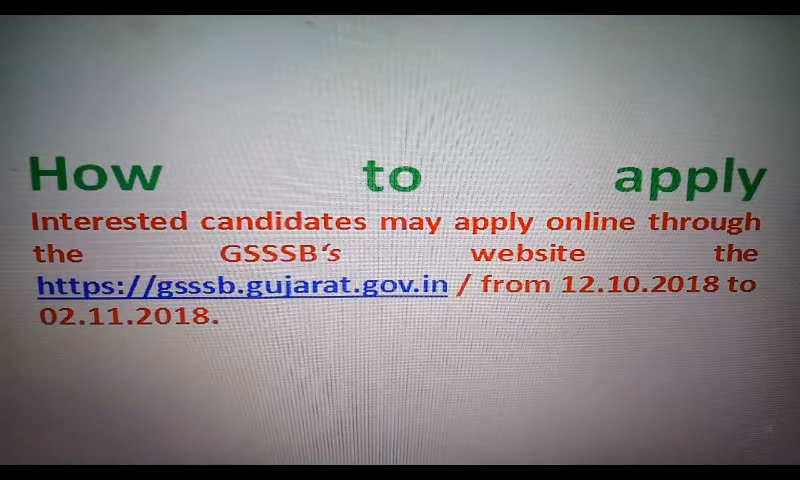 How to apply
Interested candidates may apply online through
the GSSSB‘s website the
https://gsssb.gujarat.gov.in / from 12.10.2018 to
02.11.2018.